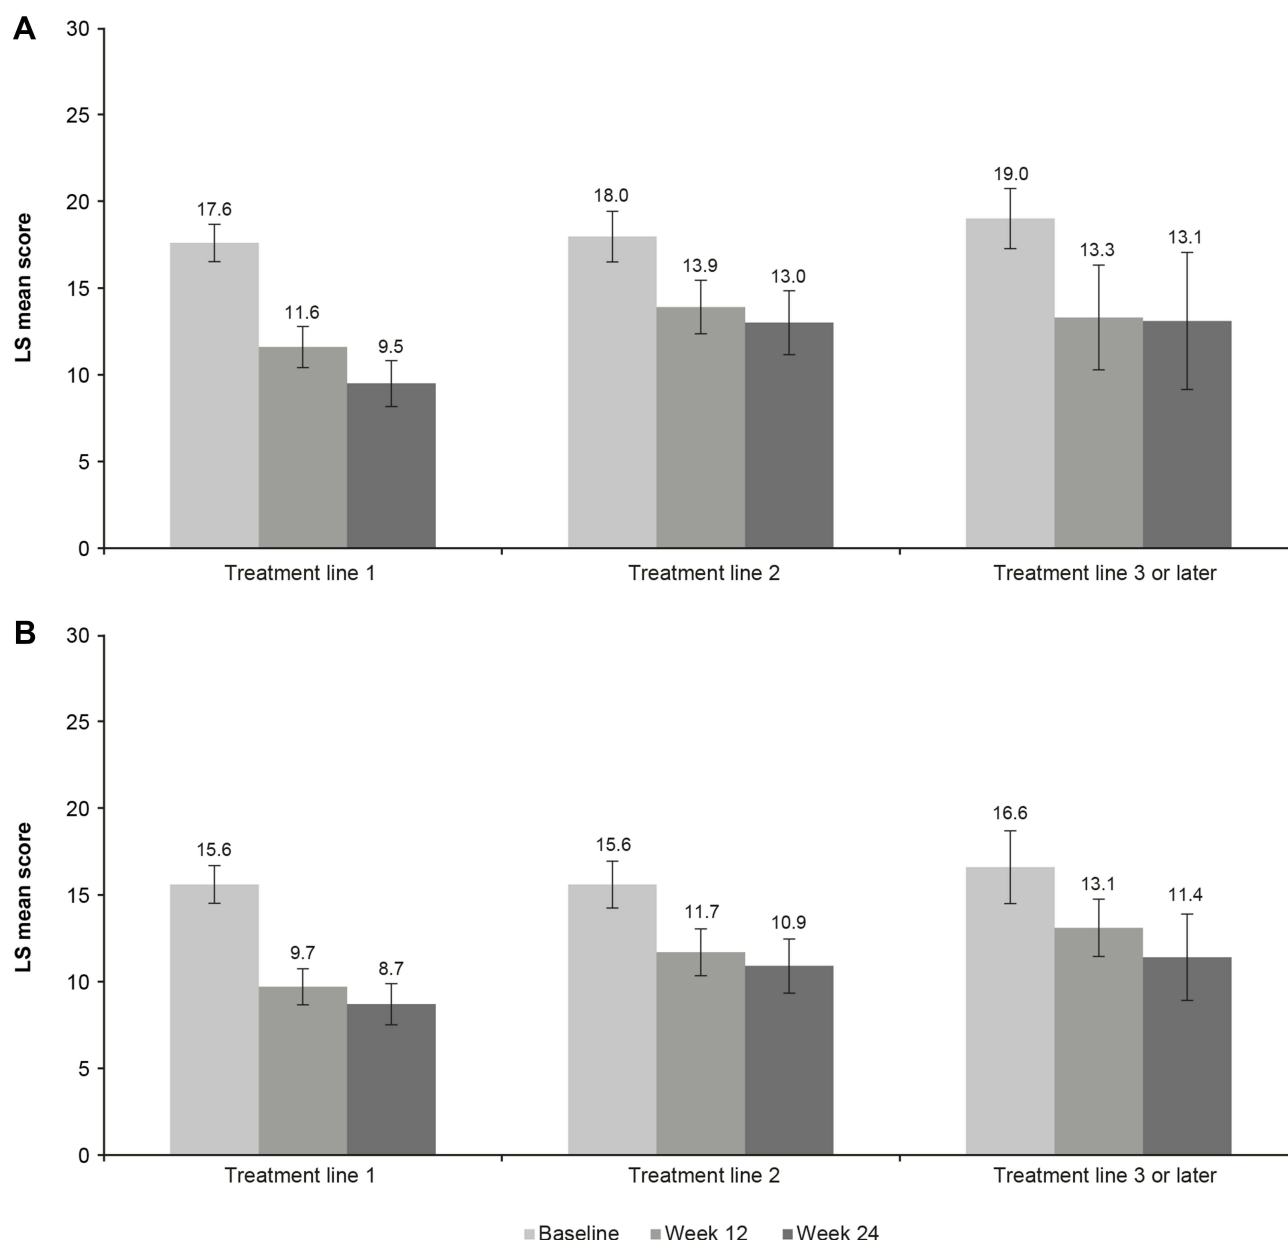 A
30
25
20
15
10
5
0
LS mean score
17.6
11.6
9.5
18.0
13.9
13.0
19.0
13.3
13.1
Treatment line 1
Treatment line 2
Treatment line 3 or later
B
30
25
20
15
10
5
0
LS mean score
15.6
9.7
8.7
15.6
11.7
10.9
16.6
13.1
11.4
Treatment line 1
Treatment line 2
Treatment line 3 or later
Baseline
Week 12
Week 24